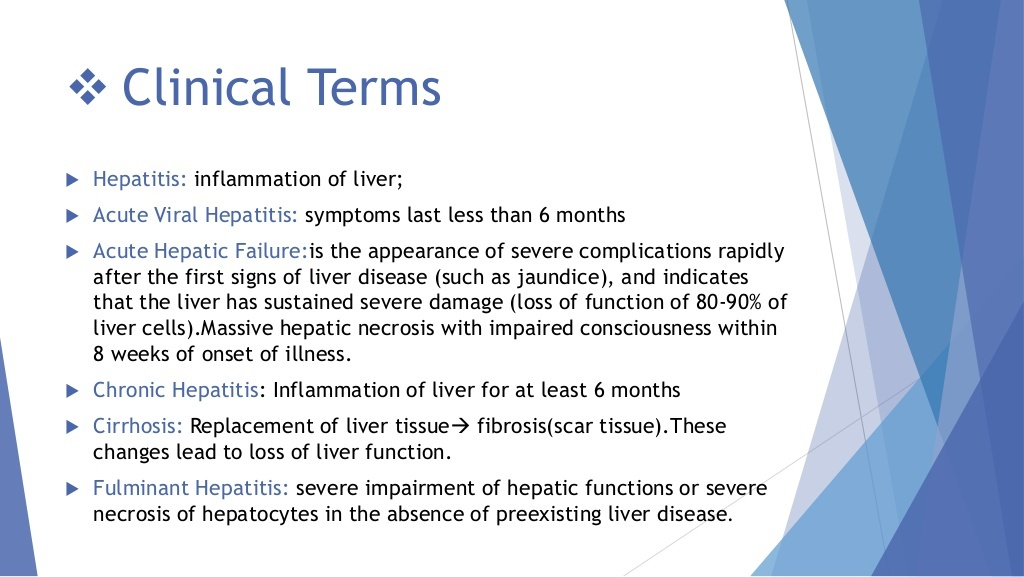 ❖ Clinical Terms
Hepatitis: inflammation of liver;
Acute Viral Hepatitis: symptoms last less than 6 months
Acute Hepatic Failure:is the appearance of severe complications rapidly
after the first signs of liver disease (such as jaundice), and indicates
that the liver has sustained severe damage (loss of function of 80-90% of
liver cells).Massive hepatic necrosis with impaired consciousness within
8 weeks of onset of illness.
Chronic Hepatitis: Inflammation of liver for at least 6 months
Cirrhosis: Replacement of liver tissue→ fibrosis(scar tissue).These
changes lead to loss of liver function.
Fulminant Hepatitis: severe impairment of hepatic functions or severe
necrosis of hepatocytes in the absence of preexisting liver disease.